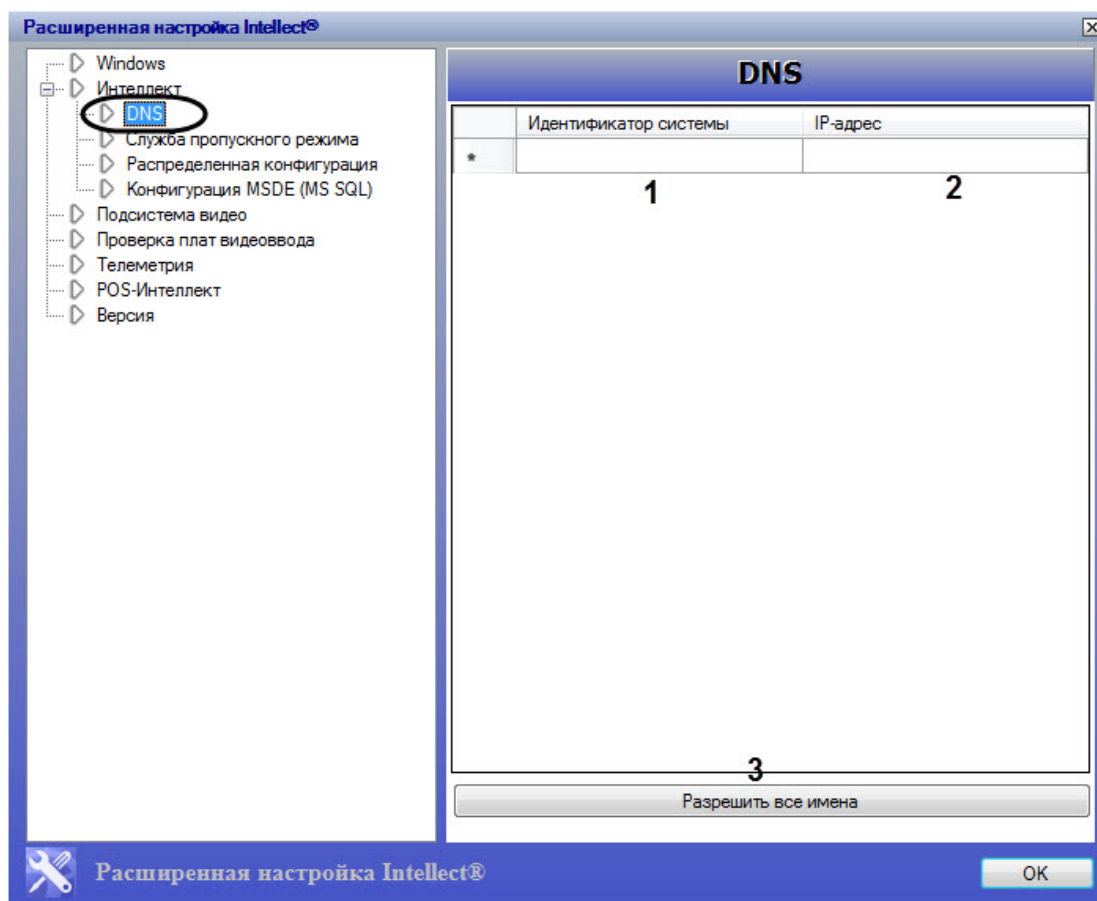 Расширенная настройка Intellect®
Windows
Интеллект
DNS
Служба пропускного режима
Распределенная конфигурация
Конфигурация MSDE (MS SQL)
Подсистема видео
Проверка плат видеоввода
Телеметрия
POS-Интеллект
Версия
DNS
Идентификатор системы IP-адрес
*
1 2
3
Разрешить все имена
Расширенная настройка Intellect®
OK